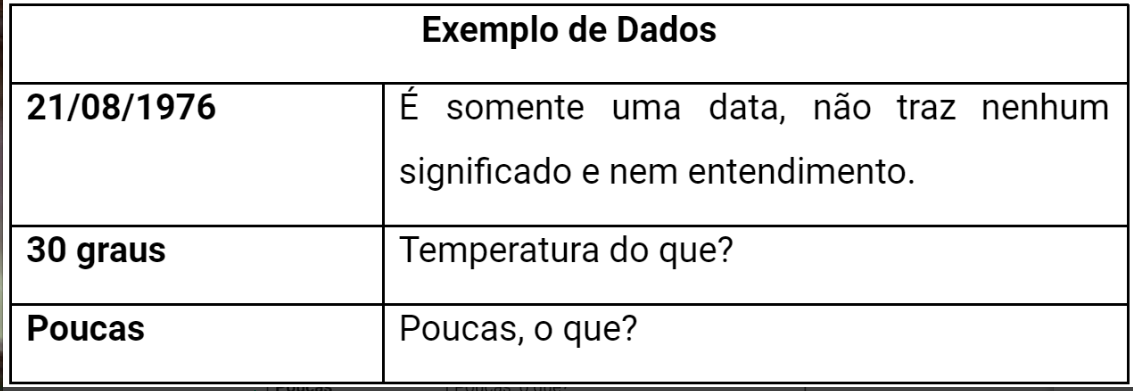 Exemplo de Dados
21/08/1976
É somente uma data, não traz nenhum
significado e nem entendimento.
30 graus
Temperatura do que?
Poucas
Poucas, o que?